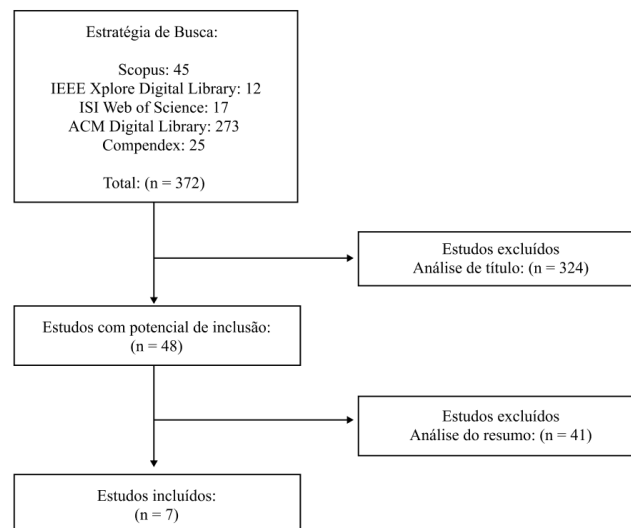 Estratégia de Busca:
Scopus: 45
IEEE Xplore Digital Library: 12
ISI Web of Science: 17
ACM Digital Library: 273
Compendex: 25
Total: (n = 372)
Estudos excluídos
Análise de título: (n = 324)
Estudos com potencial de inclusão:
(n = 48)
Estudos excluídos
Análise do resumo: (n = 41)
Estudos incluídos:
(n = 7)